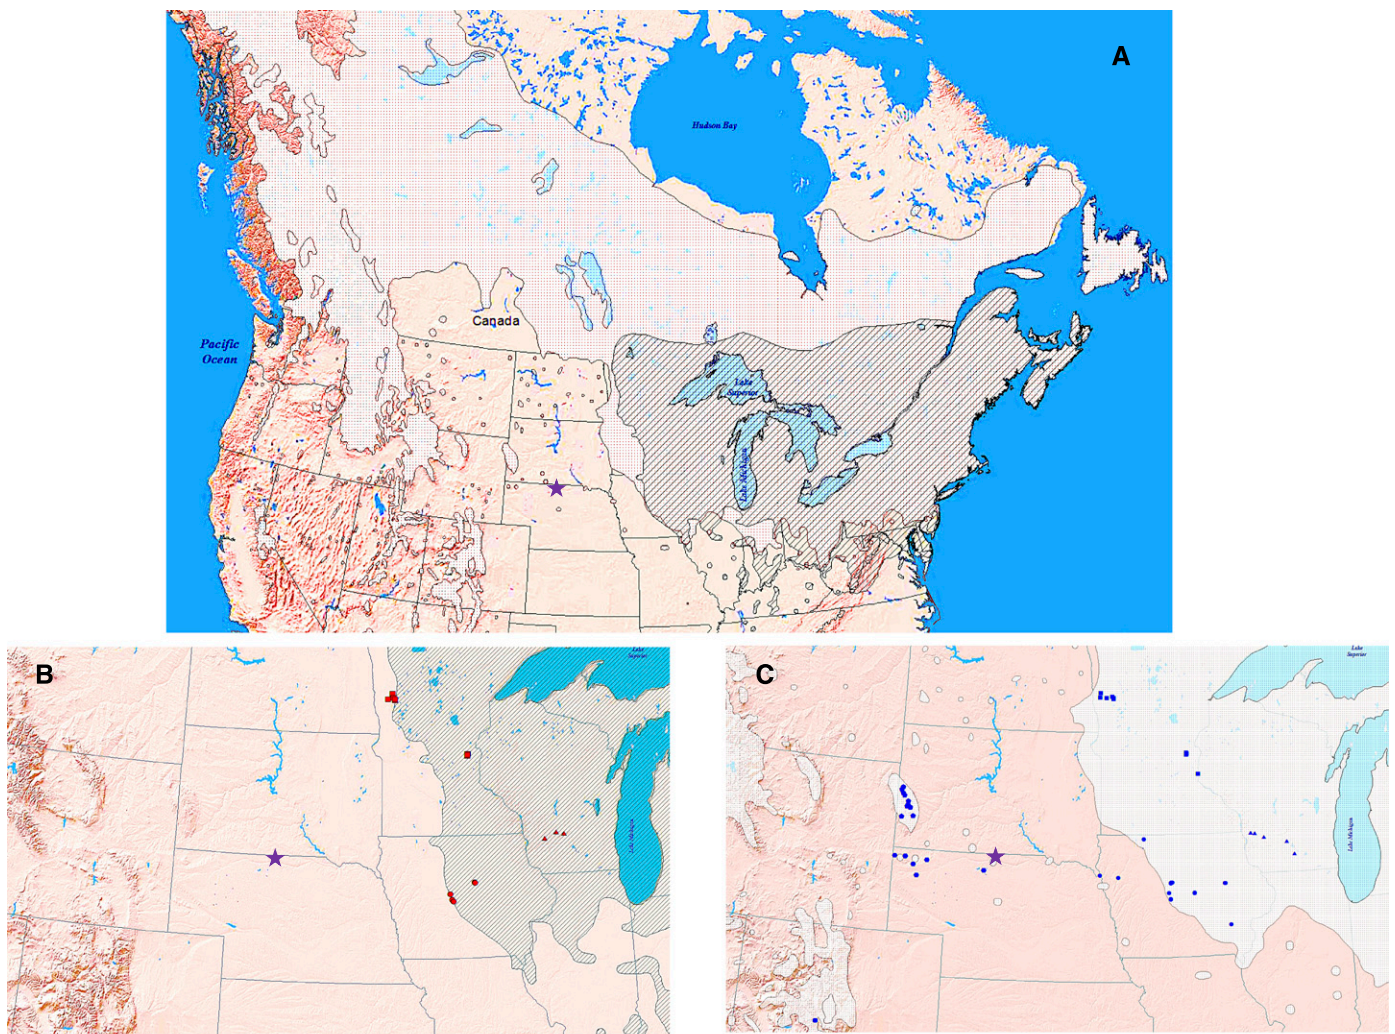 A
Hudson Bay
Canada
Pacific
Ocean
Lake
Superior
Lake Michigan
B
Lake
Superior
Lake Michigan
C
Lake
Superior
Lake Michigan